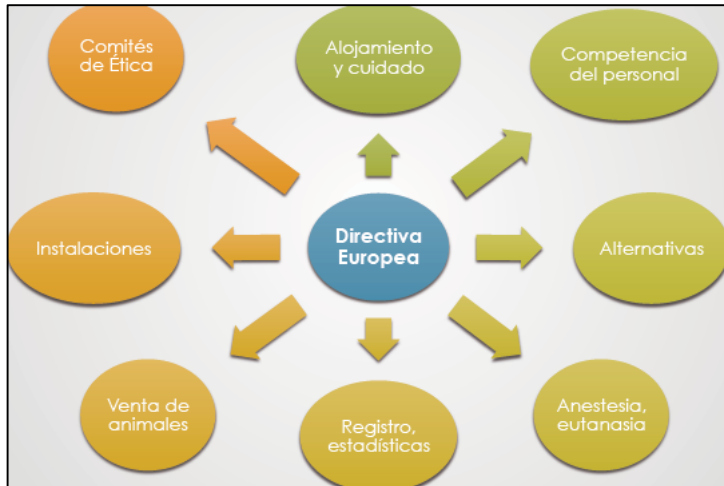 Comités
de Ética
Alojamiento
y cuidado
Competencia
del personal
Instalaciones
Directiva
Europea
Alternativas
Venta de
animales
Registro,
estadísticas
Anestesia,
eutanasia